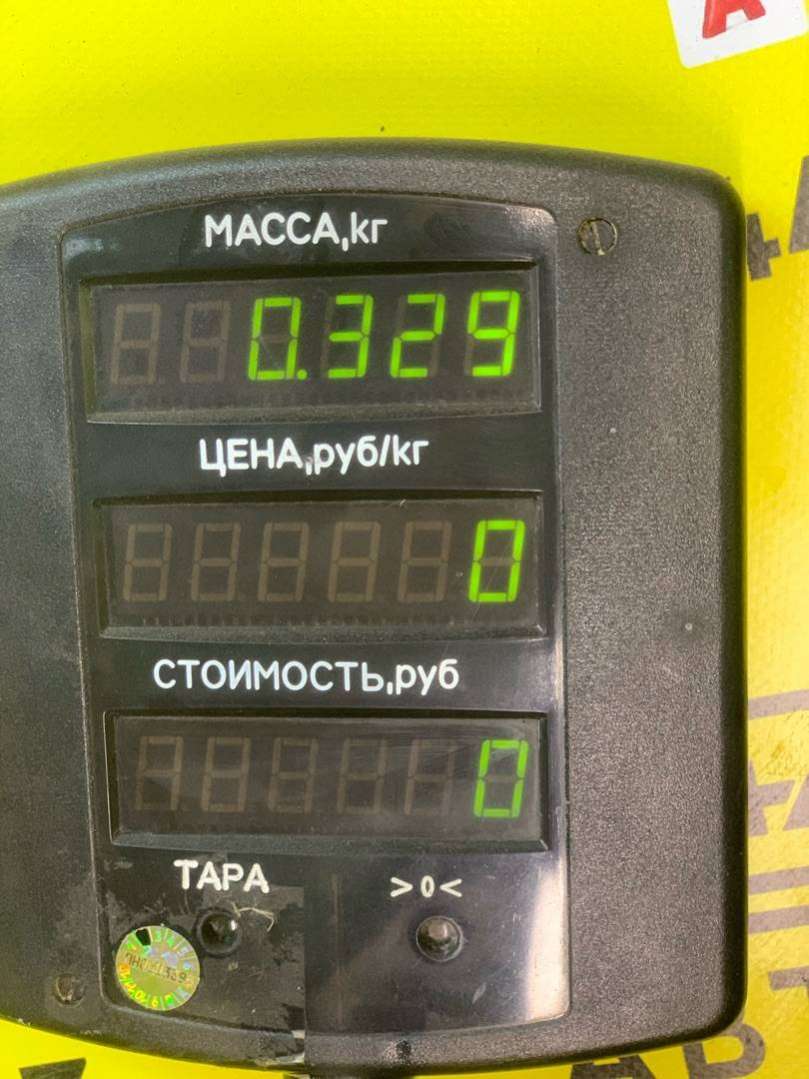 А
МАССА,кг
0.329
ЦЕНА,руб/кг
0
СТОИМОСТЬ,руб
0
ТАРА >0<